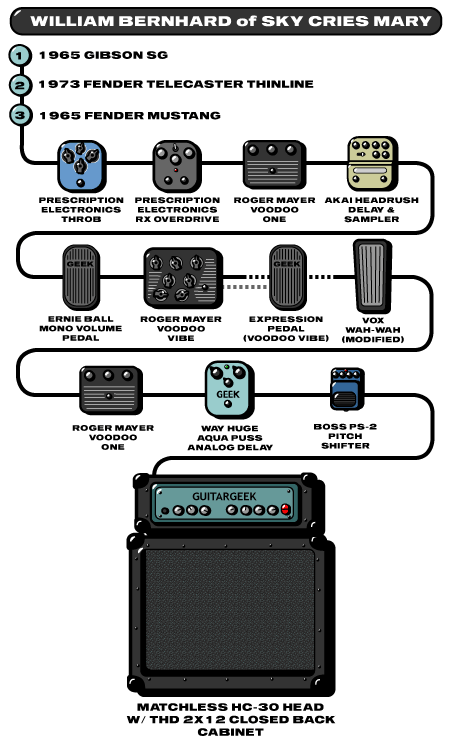 WILLIAM BERNHARD of SKY CRIES MARY
1 1965 GIBSON SG
2 1973 FENDER TELECASTER THINLINE
3 1965 FENDER MUSTANG
PRESCRIPTION
ELECTRONICS
THROB
PRESCRIPTION
ELECTRONICS
RX OVERDRIVE
ROGER MAYER
VOODOO
ONE
AKAI HEADRUSH
DELAY &
SAMPLER
GEEK
ERNIE BALL
MONO VOLUME
PEDAL
ROGER MAYER
VOODOO
VIBE
GEEK
EXPRESSION
PEDAL
(VOODOO VIBE)
VOX
WAH-WAH
(MODIFIED)
ROGER MAYER
VOODOO
ONE
GEEK
WAY HUGE
AQUA PUSS
ANALOG DELAY
BOSS PS-2
PITCH
SHIFTER
GUITARGEEK
MATCHLESS HC-30 HEAD
W/ THD 2X12 CLOSED BACK
CABINET